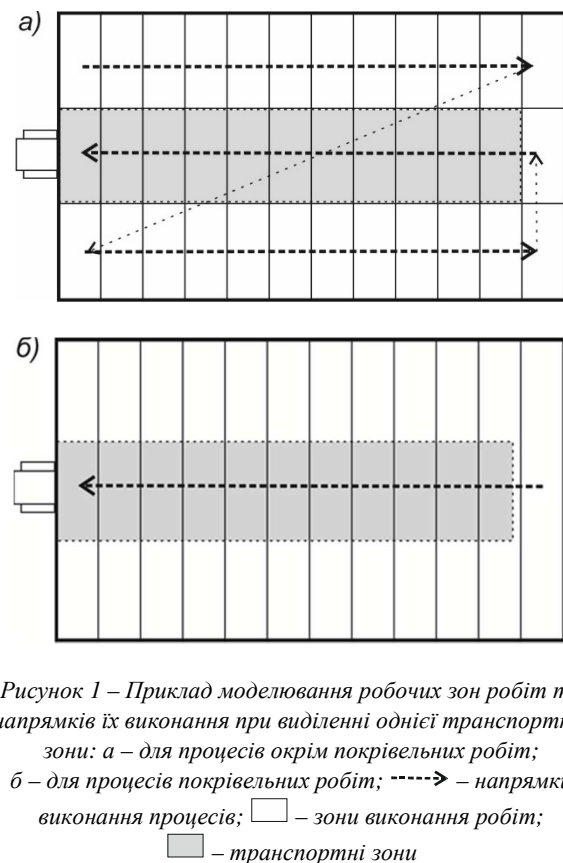 а)
б)
Рисунок 1 – Приклад моделювання робочих зон робіт т
напрямків їх виконання при виділенні однієї транспортн
зони: а – для процесів окрім покрівельних робіт;
б – для процесів покрівельних робіт; – напрямкі
виконання процесів; – зони виконання робіт;
– транспортні зони